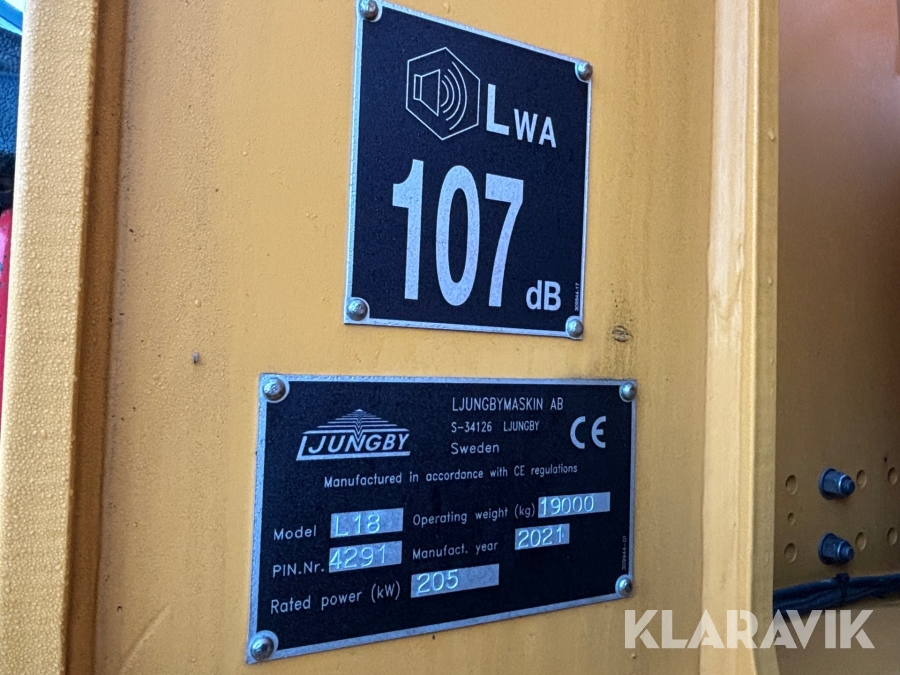 LWA
107 dB
LJUNGBY
LJUNGBYMASKIN AB
S-34126 LJUNGBY
Sweden
CE
Manufactured in accordance with CE regulations
Model L18 Operating weight (kg) 19000
PIN.Nr. 4291 Manufact. year 2021
Rated power (kW) 205
KLARAVIK